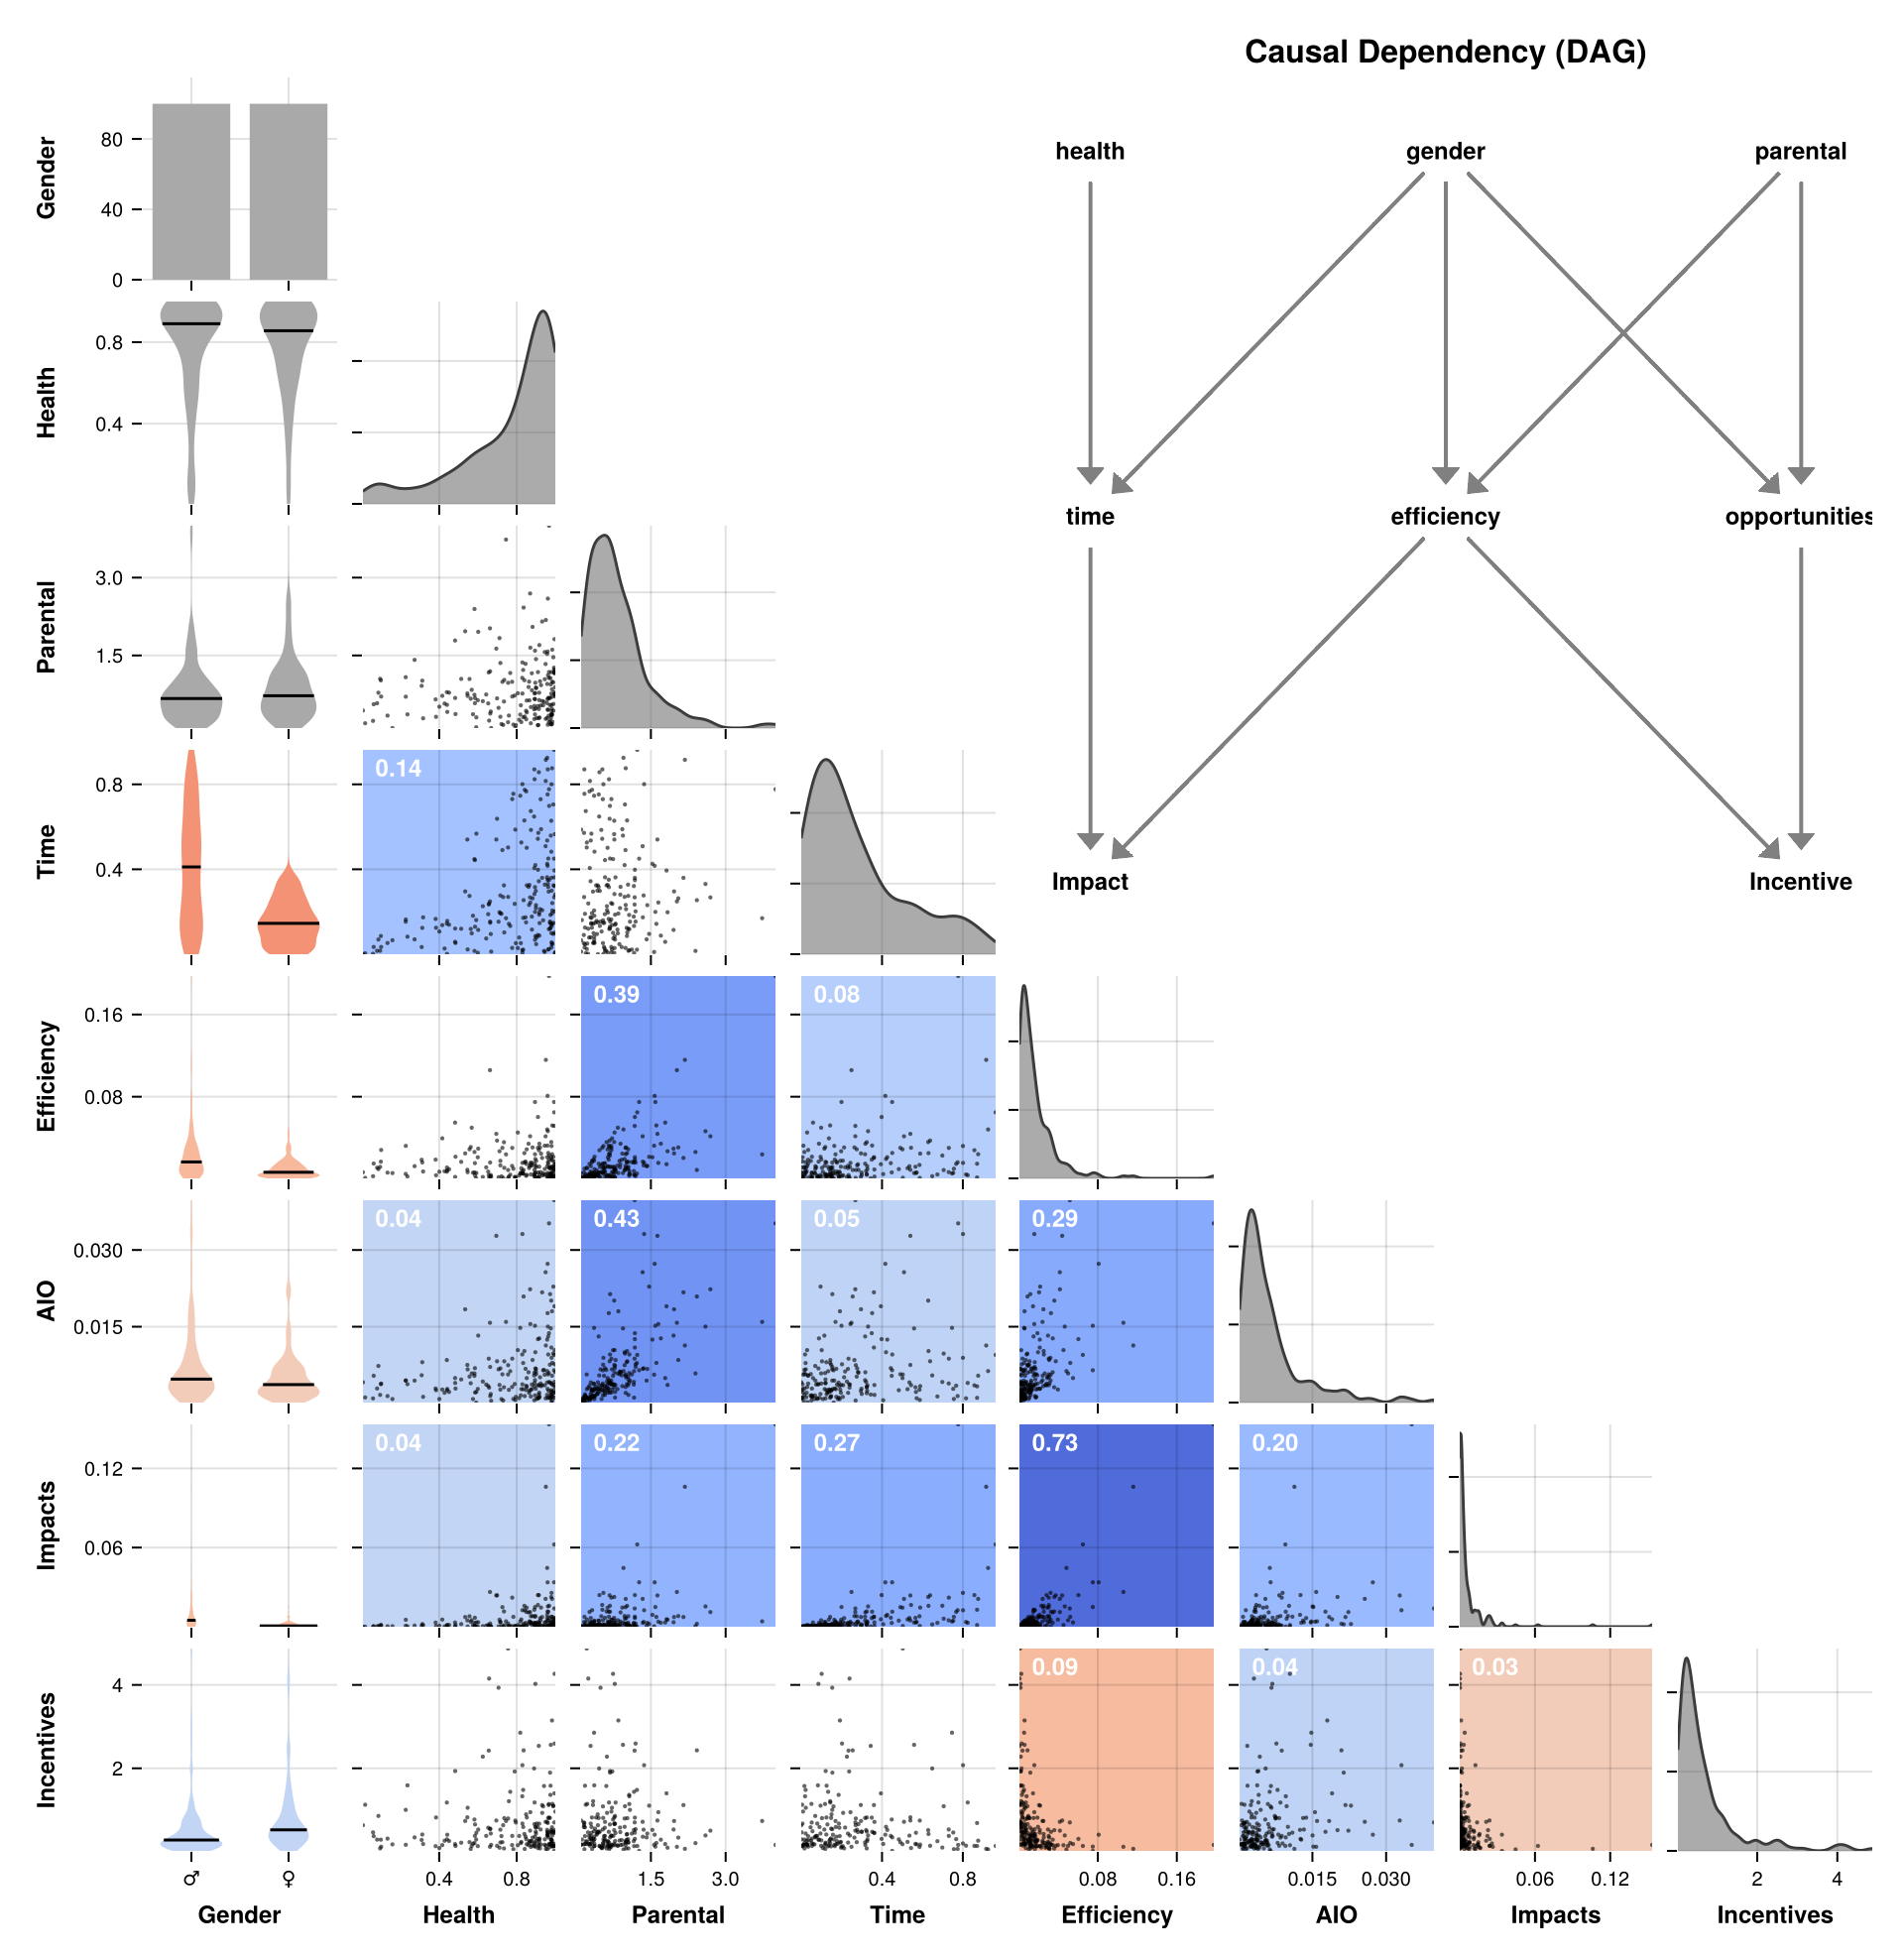 Causal Dependency (DAG)
health gender parental
time efficiency opportunities
Impact Incentive
Gender
80
40
0
Health
0.8
0.4
Parental
3.0
1.5
Time
0.8
0.4
0.14
Efficiency
0.16
0.08
0.39 0.08
AIO
0.030
0.015
0.04 0.43 0.05 0.29
Impacts
0.12
0.06
0.04 0.22 0.27 0.73 0.20
Incentives
4
2
0.09 0.04 0.03
♂ ♀ 0.4 0.8 1.5 3.0 0.4 0.8 0.08 0.16 0.015 0.030 0.06 0.12 2 4
Gender Health Parental Time Efficiency AIO Impacts Incentives